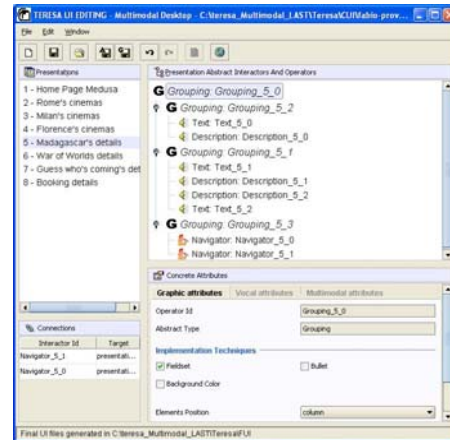 TERESA UI EDITING - Multimodal Desktop - C:\teresa_Multimodal_LAST\Teresa\CUI\fabio-prov...
File Edit Window
Presentations
1 - Home Page Medusa
2 - Rome's cinemas
3 - Milan's cinemas
4 - Florence's cinemas
5 - Madagascar's details
6 - War of Worlds details
7 - Guess who's coming's det
8 - Booking details
Connections
Interactor Id Target
Navigator_5_1 presentati...
Navigator_5_0 presentati...
Presentation Abstract Interactors And Operators
G Grouping: Grouping_5_0
G Grouping: Grouping_5_2
Text: Text_5_0
Description: Description_5_0
G Grouping: Grouping_5_1
Text: Text_5_1
Description: Description_5_1
Description: Description_5_2
Text: Text_5_2
G Grouping: Grouping_5_3
Navigator: Navigator_5_0
Navigator: Navigator_5_1
Concrete Attributes
Graphic attributes Vocal attributes Multimodal attributes
Operator Id Grouping_5_0
Abstract Type Grouping
Implementation Techniques
Fieldset Bullet
Background Color
Elements Position column
Final UI files generated in C:\teresa_Multimodal_LAST\Teresa\FUI